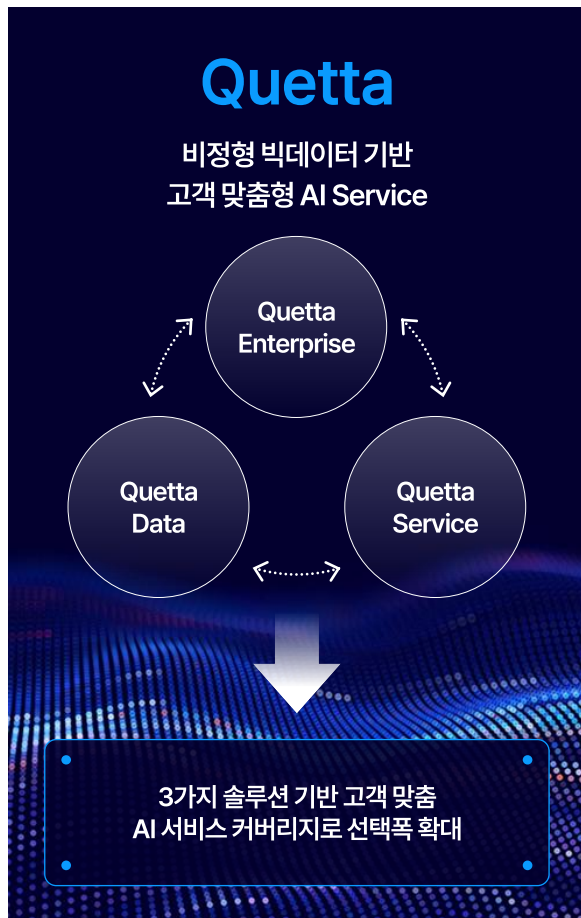 Quetta
비정형 빅데이터 기반
고객 맞춤형 AI Service
Quetta
Enterprise
Quetta
Data
Quetta
Service
3가지 솔루션 기반 고객 맞춤
AI 서비스 커버리지로 선택폭 확대